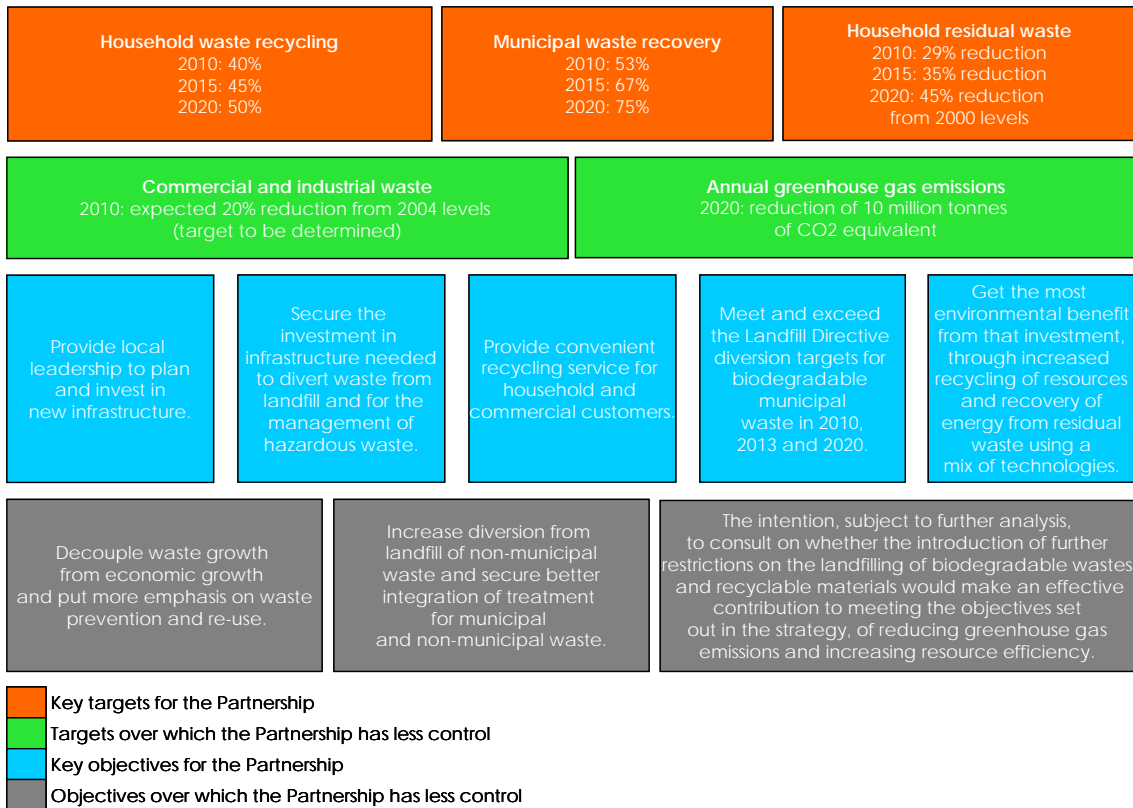 Household waste recycling
2010: 40%
2015: 45%
2020: 50%
Municipal waste recovery
2010: 53%
2015: 67%
2020: 75%
Household residual waste
2010: 29% reduction
2015: 35% reduction
2020: 45% reduction
from 2000 levels
Commercial and industrial waste
2010: expected 20% reduction from 2004 levels
(target to be determined)
Annual greenhouse gas emissions
2020: reduction of 10 million tonnes
of CO2 equivalent
Provide local
leadership to plan
and invest in
new infrastructure.
Secure the
investment in
infrastructure needed
to divert waste from
landfill and for the
management of
hazardous waste.
Provide convenient
recycling service for
household and
commercial customers.
Meet and exceed
the Landfill Directive
diversion targets for
biodegradable
municipal
waste in 2010,
2013 and 2020.
Get the most
environmental benefit
from that investment,
through increased
recycling of resources
and recovery of
energy from residual
waste using a
mix of technologies.
Decouple waste growth
from economic growth
and put more emphasis on waste
prevention and re-use.
Increase diversion from
landfill of non-municipal
waste and secure better
integration of treatment
for municipal
and non-municipal waste.
The intention, subject to further analysis,
to consult on whether the introduction of further
restrictions on the landfilling of biodegradable wastes
and recyclable materials would make an effective
contribution to meeting the objectives set
out in the strategy, of reducing greenhouse gas
emissions and increasing resource efficiency.
Key targets for the Partnership
Targets over which the Partnership has less control
Key objectives for the Partnership
Objectives over which the Partnership has less control